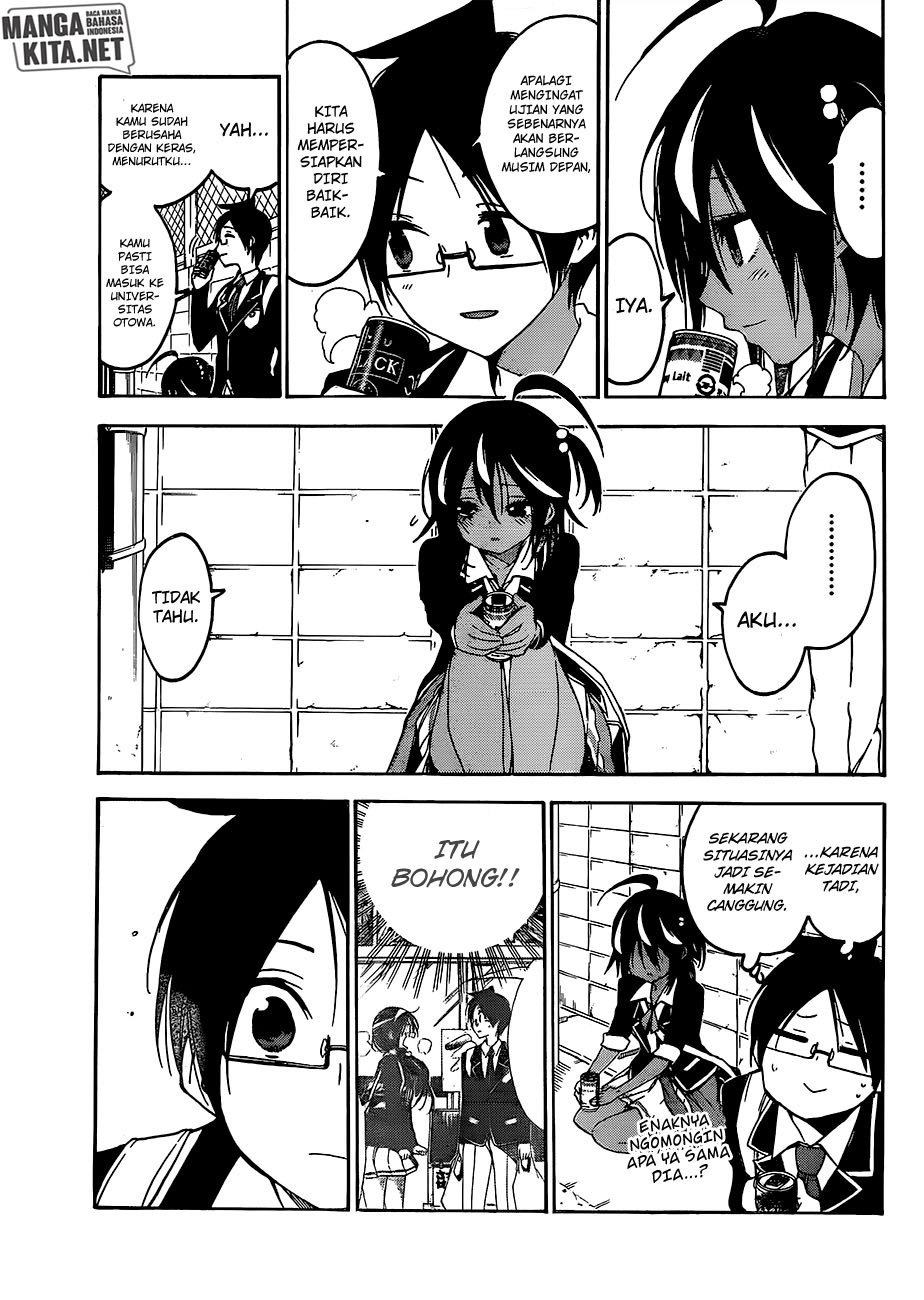 MANGA
BACA MANGA
BAHASA
INDONESIA
KITA.NET
..........
IYA.
Lait
APALAGI
MENGINGAT
UJIAN YANG
SEBENARNYA
AKAN BER-
LANGSUNG
MUSIM DEPAN,
KITA
HARUS
MEMPER-
SIAPKAN
DIRI
BAIK-
BAIK.
YAH...
KARENA
KAMU SUDAH
BERUSAHA
DENGAN KERAS,
MENURUTKU...
KAMU
PASTI
BISA
MASUK KE
UNIVER-
SITAS
OTOWA.
..........
AKU...
TIDAK
TAHU.
...KARENA
KEJADIAN
TADI,
SEKARANG
SITUASINYA
JADI SE-
MAKIN
CANGGUNG.
ENAKNYA
NGOMONGIN
APA YA SAMA
DIA....?
ITU
BOHONG!!